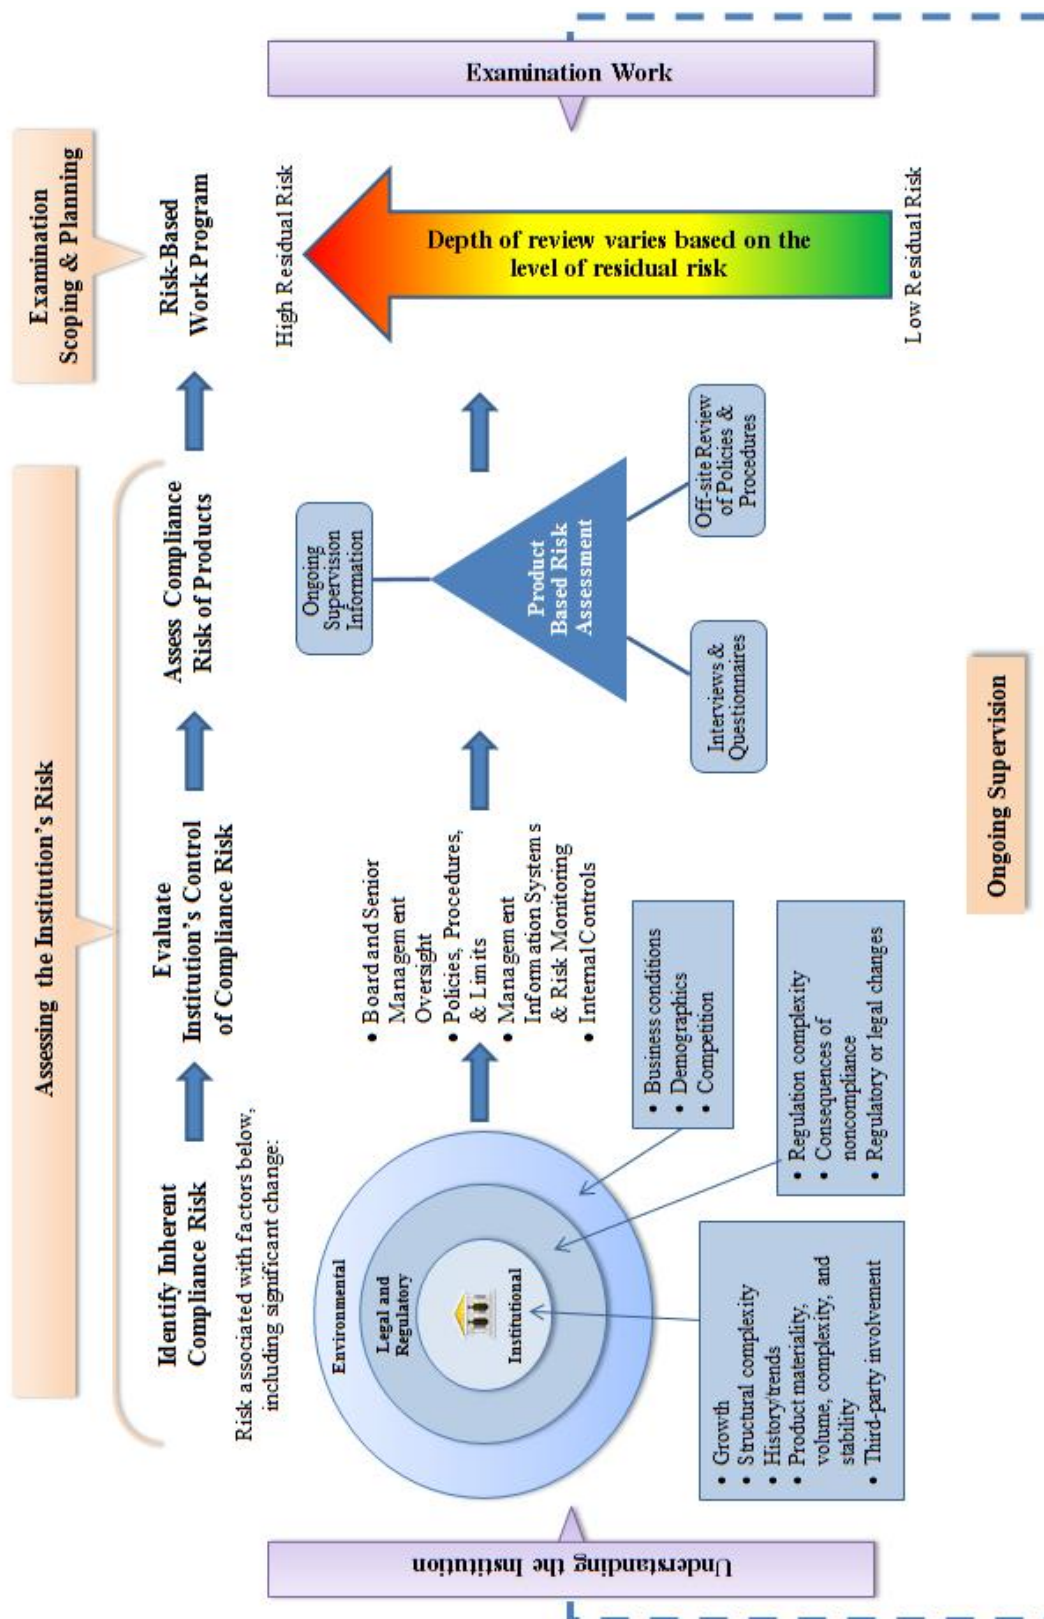 Assessing the Institution's Risk
Examination
Scoping & Planning
Identify Inherent
Compliance Risk
Evaluate
Institution's Control
of Compliance Risk
Assess Compliance
Risk of Products
Risk-Based
Work Program
Understanding the Institution
Risk associated with factors below,
including significant change:
Environmental
Legal and
Regulatory
Institutional
• Growth
• Structural complexity
• History/trends
• Product materiality,
volume, complexity, and
stability
• Third-party involvement
• Regulation complexity
• Consequences of
noncompliance
• Regulatory or legal changes
• Business conditions
• Demographics
• Competition
• Board and Senior
Management
Oversight
• Policies, Procedures,
& Limits
• Management
Information Systems
& Risk Monitoring
• Internal Controls
Ongoing
Supervision
Information
Product
Based Risk
Assessment
Interviews &
Questionnaires
Off-site Review
of Policies &
Procedures
High Residual Risk
Depth of review varies based on the
level of residual risk
Low Residual Risk
Examination Work
Ongoing Supervision